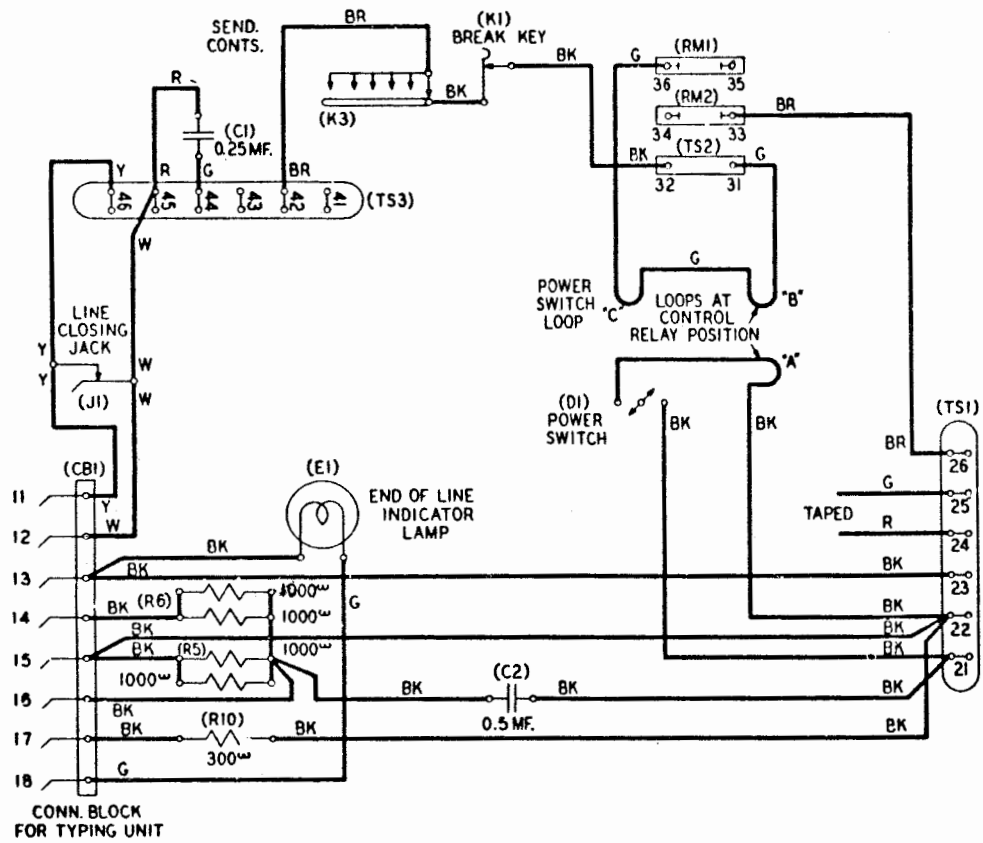 SEND.
CONTS.
BR
(K1)
BREAK KEY
BK
G
(RM1)
36
35
R
(C1)
0.25MF.
(K3)
BK
(RM2)
BR
34
33
(TS2)
BK
G
32
31
Y
R
G
BR
46
45
44
43
42
41
(TS3)
W
G
POWER
SWITCH
LOOP
"C"
LOOPS AT
CONTROL
RELAY POSITION
"B"
"A"
LINE
CLOSING
JACK
Y
Y
W
W
(J1)
(D1)
POWER
SWITCH
BK
BK
(TS1)
BR
26
G
25
TAPED
R
24
BK
23
BK
22
BK
BK
21
(CB1)
(E1)
END OF LINE
INDICATOR
LAMP
11
Y
12
W
BK
13
BK
14
BK
(R6)
1000ω
1000ω
G
BK
15
BK
(R5)
1000ω
1000ω
16
BK
BK
(C2)
0.5MF.
BK
BK
17
BK
(R10)
300ω
BK
BK
18
G
CONN. BLOCK
FOR TYPING UNIT